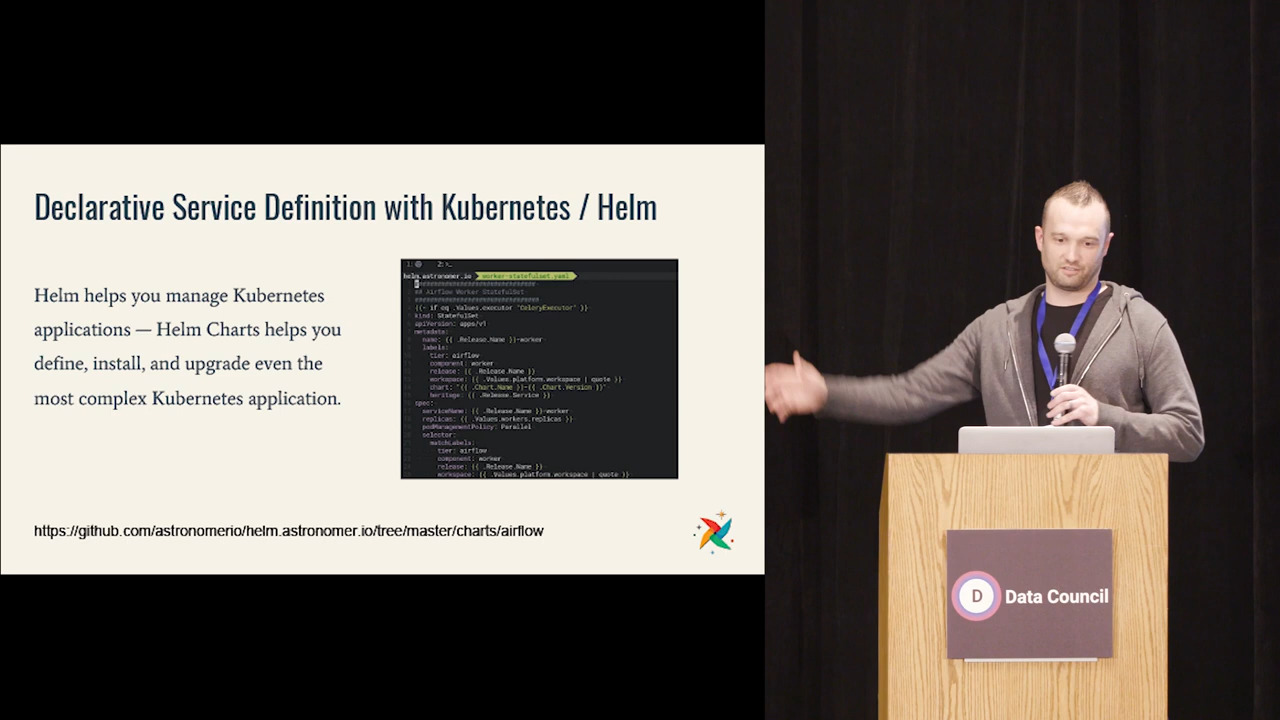 Declarative Service Definition with Kubernetes / Helm
Helm helps you manage Kubernetes
applications — Helm Charts helps you
define, install, and upgrade even the
most complex Kubernetes application.
helm.astronomer.io worker-statefulset.yaml
## Airflow Worker StatefulSet
{{- if eq .Values.executor "CeleryExecutor" }}
kind: StatefulSet
apiVersion: apps/v1
metadata:
name: {{ .Release.Name }}-worker
labels:
tier: airflow
component: worker
release: {{ .Release.Name }}
workspace: {{ .Values.platform.workspace | quote }}
chart: "{{ .Chart.Name }}-{{ .Chart.Version }}"
heritage: {{ .Release.Service }}
spec:
serviceName: {{ .Release.Name }}-worker
replicas: {{ .Values.workers.replicas }}
podManagementPolicy: Parallel
selector:
matchLabels:
tier: airflow
component: worker
release: {{ .Release.Name }}
workspace: {{ .Values.platform.workspace | quote }}
https://github.com/astronomerio/helm.astronomer.io/tree/master/charts/airflow
D Data Council